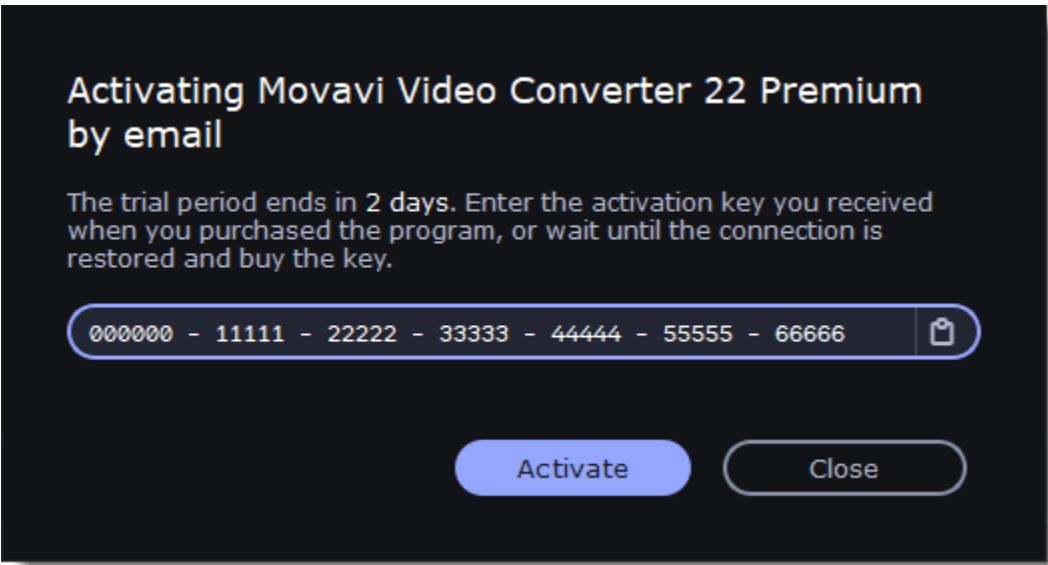 Activating Movavi Video Converter 22 Premium
by email
The trial period ends in 2 days. Enter the activation key you received
when you purchased the program, or wait until the connection is
restored and buy the key.
000000 - 11111 - 22222 - 33333 - 44444 - 55555 - 66666
Activate
Close